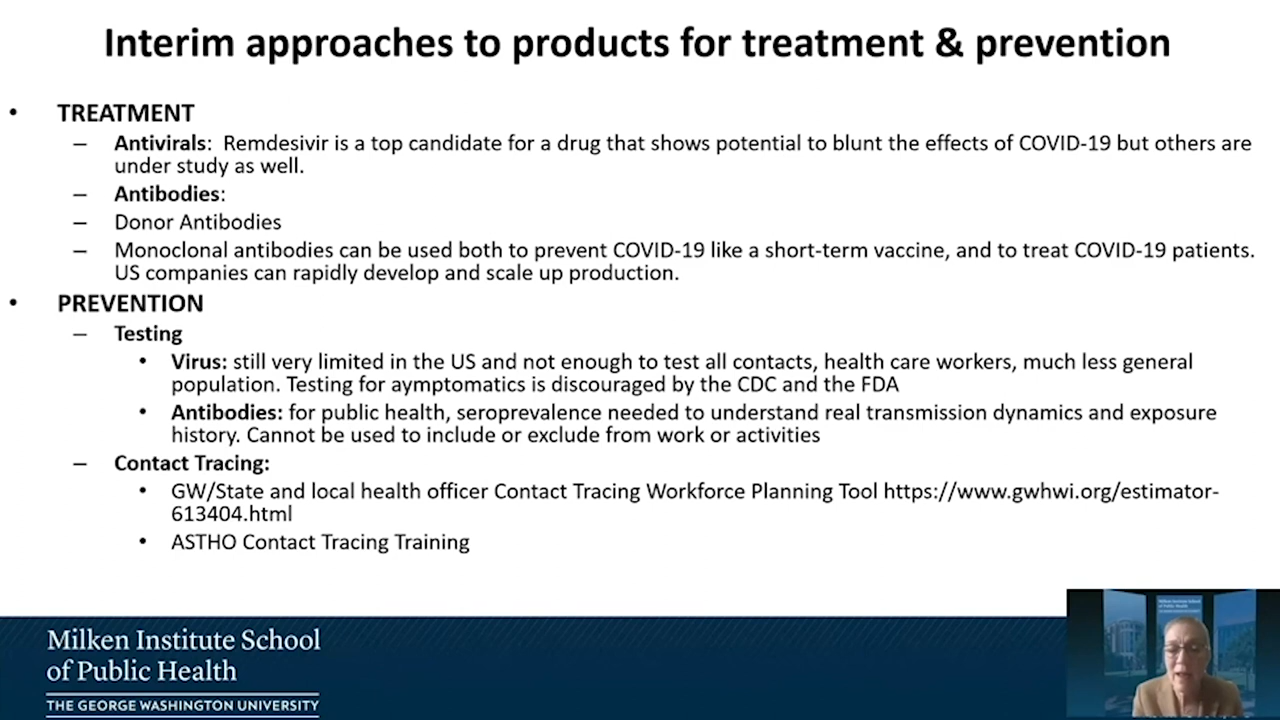 Interim approaches to products for treatment & prevention
• TREATMENT
– Antivirals: Remdesivir is a top candidate for a drug that shows potential to blunt the effects of COVID-19 but others are
under study as well.
– Antibodies:
– Donor Antibodies
– Monoclonal antibodies can be used both to prevent COVID-19 like a short-term vaccine, and to treat COVID-19 patients.
US companies can rapidly develop and scale up production.
• PREVENTION
– Testing
• Virus: still very limited in the US and not enough to test all contacts, health care workers, much less general
population. Testing for aymptomatics is discouraged by the CDC and the FDA
• Antibodies: for public health, seroprevalence needed to understand real transmission dynamics and exposure
history. Cannot be used to include or exclude from work or activities
– Contact Tracing:
• GW/State and local health officer Contact Tracing Workforce Planning Tool https://www.gwhwi.org/estimator-
613404.html
• ASTHO Contact Tracing Training
Milken Institute School
of Public Health
THE GEORGE WASHINGTON UNIVERSITY